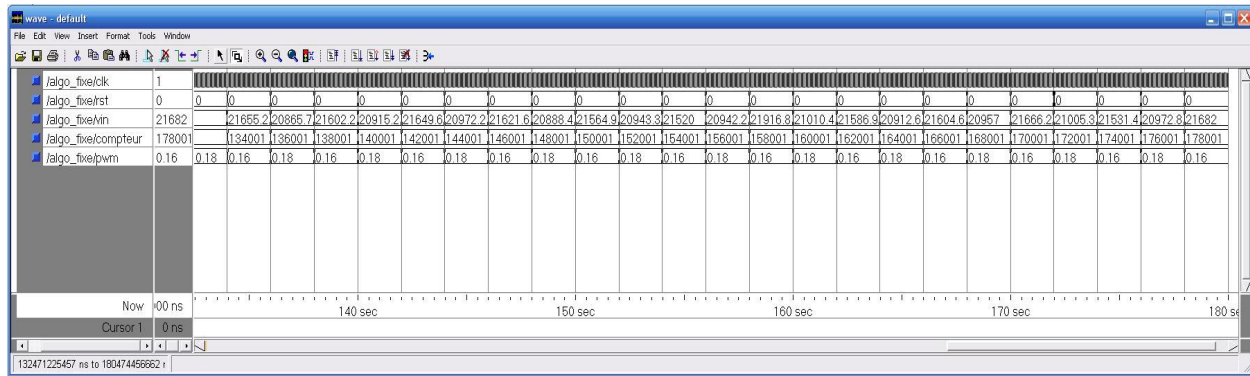 wave - default
File Edit View Insert Format Tools Window
/algo_fixe/clk 1
/algo_fixe/rst 0 0 0 0 0 0 0 0 0 0 0 0 0 0 0 0 0 0 0 0 0 0 0 0 0 0
/algo_fixe/vin 21682 21655.2 20865.7 21602.2 20915.2 21649.6 20972.2 21621.6 20888.4 21564.9 20943.3 21520 20942.2 21916.8 21010.4 21586.9 20912.6 21604.6 20957 21666.2 21005.3 21531.4 20972.8 21682
/algo_fixe/compteur 178001 134001 136001 138001 140001 142001 144001 146001 148001 150001 152001 154001 156001 158001 160001 162001 164001 166001 168001 170001 172001 174001 176001 178001
/algo_fixe/pwm 0.16 0.18 0.16 0.18 0.16 0.18 0.16 0.18 0.16 0.18 0.16 0.18 0.16 0.18 0.16 0.18 0.16 0.18 0.16 0.18 0.16 0.18 0.16 0.18 0.16
Now 00 ns 140 sec 150 sec 160 sec 170 sec 180 se
Cursor 1 0 ns
132471225457 ns to 180474456662 r